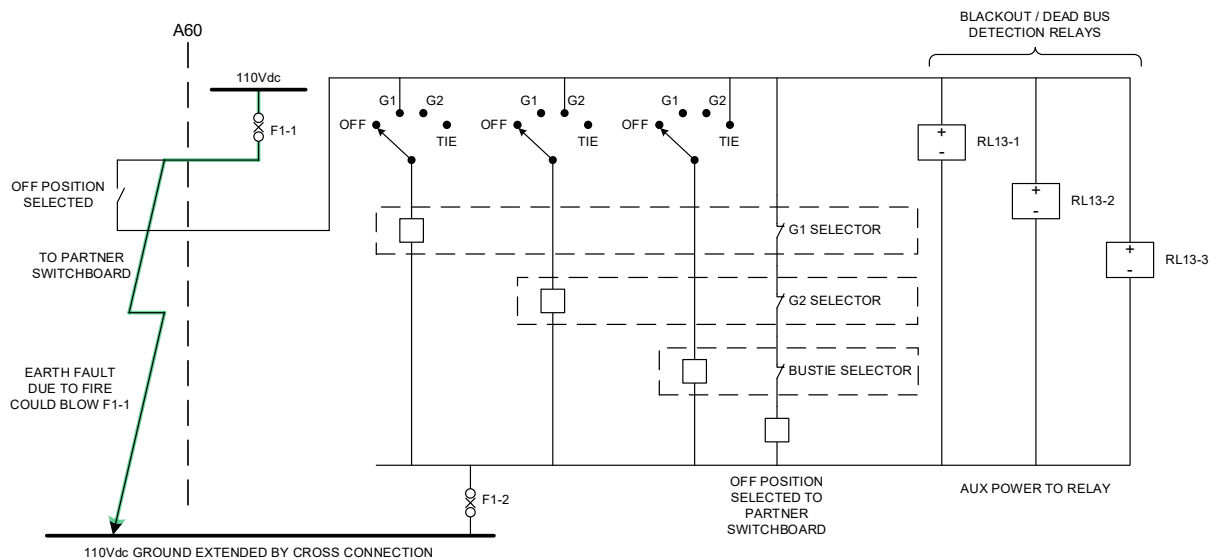 BLACKOUT / DEAD BUS
DETECTION RELAYS
A60
110Vdc
F1-1
G1
G2
OFF
TIE
G1
G2
OFF
TIE
G1
G2
OFF
TIE
+
-
RL13-1
+
-
RL13-2
+
-
RL13-3
OFF POSITION
SELECTED
G1 SELECTOR
TO PARTNER
SWITCHBOARD
G2 SELECTOR
EARTH FAULT
DUE TO FIRE
COULD BLOW F1-1
BUSTIE SELECTOR
F1-2
OFF POSITION
SELECTED TO
PARTNER
SWITCHBOARD
AUX POWER TO RELAY
110Vdc GROUND EXTENDED BY CROSS CONNECTION